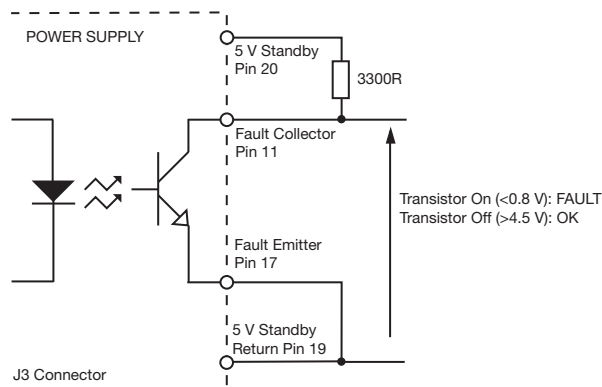 POWER SUPPLY
5 V Standby
Pin 20
3300R
Fault Collector
Pin 11
Transistor On (<0.8 V): FAULT
Transistor Off (>4.5 V): OK
Fault Emitter
Pin 17
5 V Standby
Return Pin 19
J3 Connector